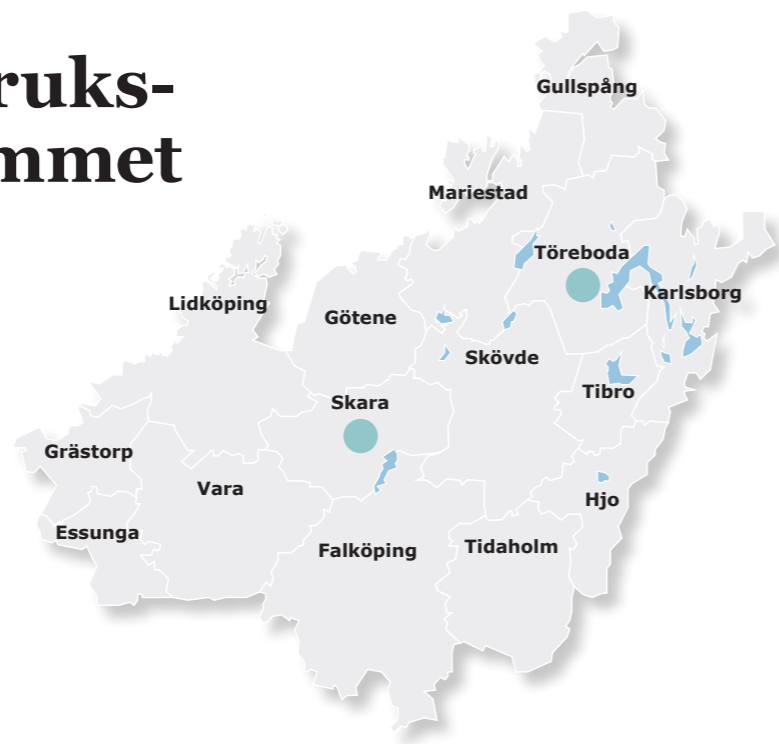 ruks-
mmet
Gullspång
Mariestad
Töreboda
Karlsborg
Lidköping
Götene
Skövde
Tibro
Skara
Grästorp
Vara
Hjo
Essunga
Falköping
Tidaholm